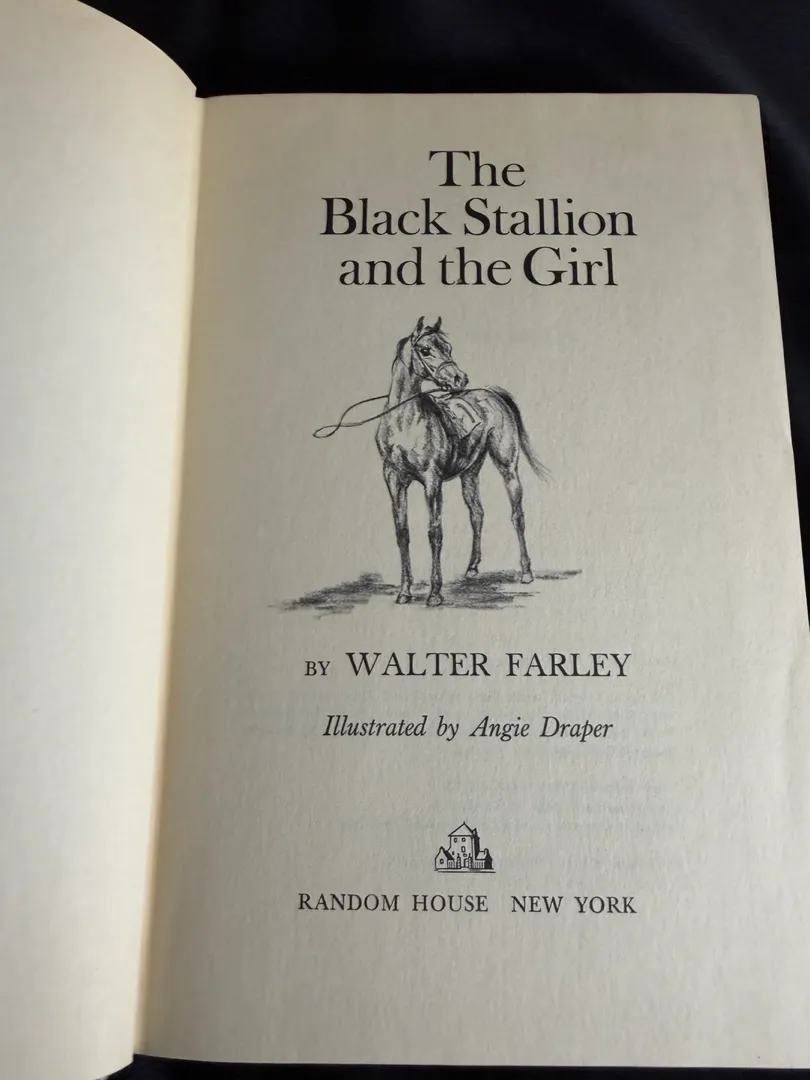 The
Black Stallion
and the Girl
BY WALTER FARLEY
Illustrated by Angie Draper
RANDOM HOUSE NEW YORK